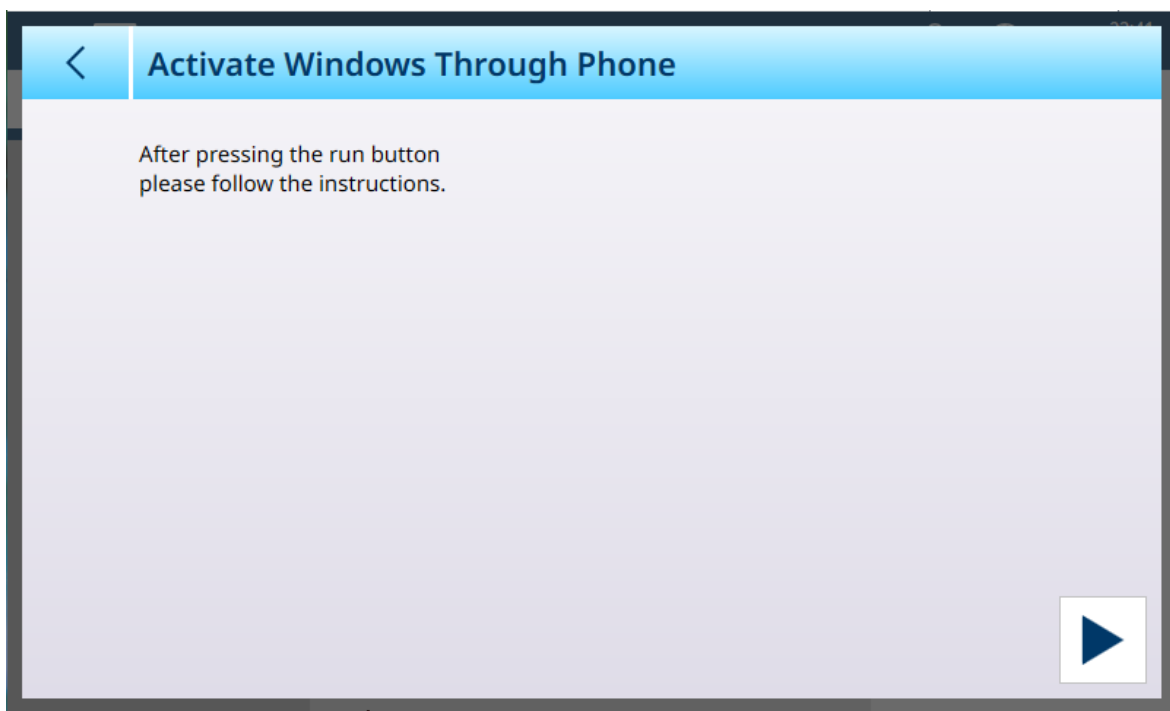 Activate Windows Through Phone
After pressing the run button
please follow the instructions.